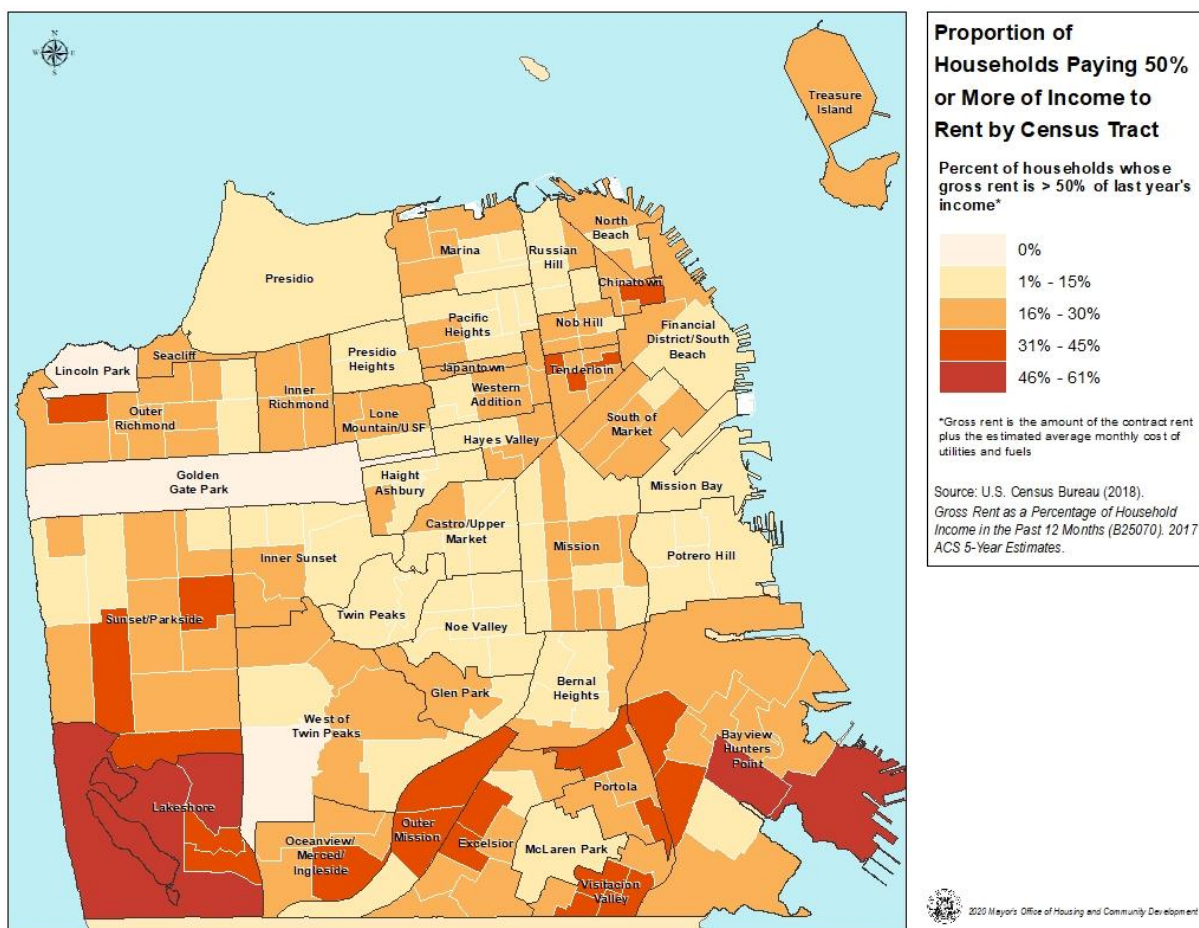 N
W E
S
Treasure
Island
North
Beach
Marina
Russian
Hill
Presidio
Chinatown
Pacific
Heights
Nob Hill
Financial
District/South
Beach
Seacliff
Presidio
Heights
Lincoln Park
Japantown
Tenderloin
Inner
Richmond
Western
Addition
Outer
Richmond
Lone
Mountain/USF
South of
Market
Hayes Valley
Golden
Gate Park
Haight
Ashbury
Mission Bay
Castro/Upper
Market
Inner Sunset
Mission
Potrero Hill
Sunset/Parkside
Twin Peaks
Noe Valley
Glen Park
Bernal
Heights
West of
Twin Peaks
Bayview
Hunters
Point
Portola
Lakeshore
Outer
Mission
Oceanview/
Merced/
Ingleside
Excelsior
McLaren Park
Visitacion
Valley
Proportion of
Households Paying 50%
or More of Income to
Rent by Census Tract
Percent of households whose
gross rent is > 50% of last year's
income*
0%
1% - 15%
16% - 30%
31% - 45%
46% - 61%
*Gross rent is the amount of the contract rent
plus the estimated average monthly cost of
utilities and fuels
Source: U.S. Census Bureau (2018).
Gross Rent as a Percentage of Household
Income in the Past 12 Months (B25070). 2017
ACS 5-Year Estimates.
2020 Mayor's Office of Housing and Community Development